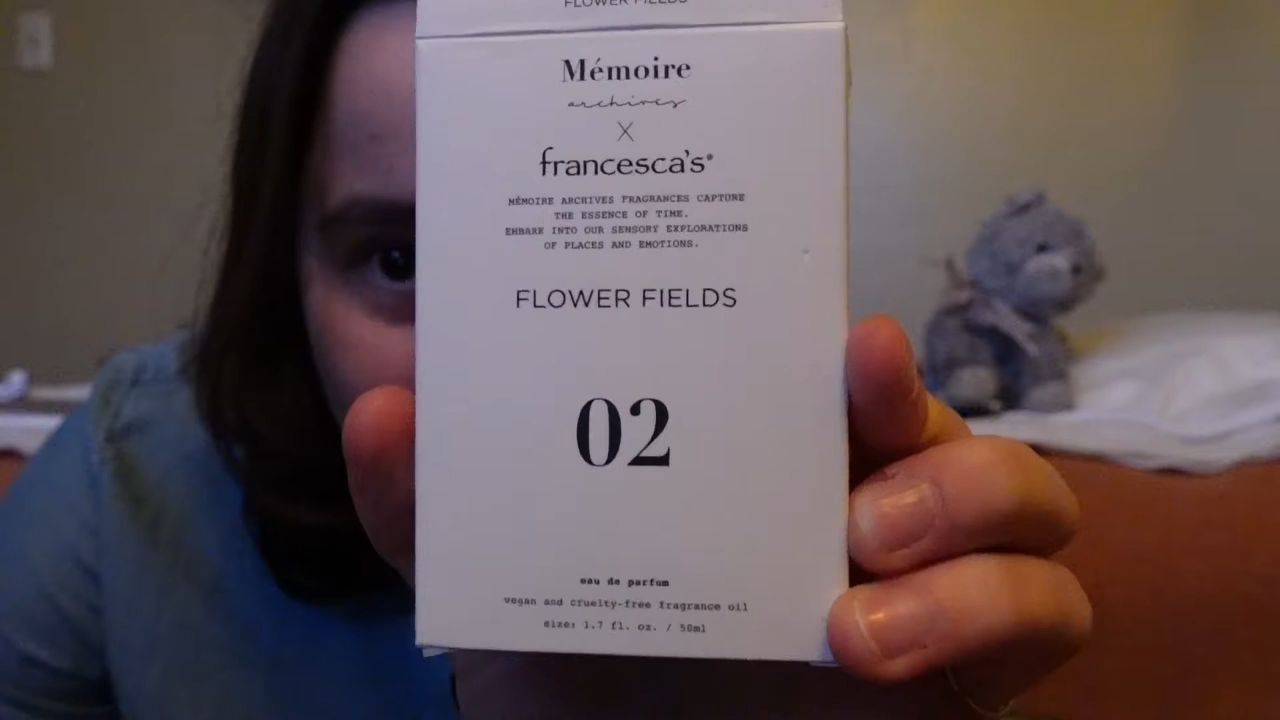 FLOWER FIELDS
Mémoire
archives
X
francesca's®
MÉMOIRE ARCHIVES FRAGRANCES CAPTURE
THE ESSENCE OF TIME.
EMBARK INTO OUR SENSORY EXPLORATIONS
OF PLACES AND EMOTIONS.
FLOWER FIELDS
02
eau de parfum
vegan and cruelty-free fragrance oil
size: 1.7 fl. oz. / 50ml